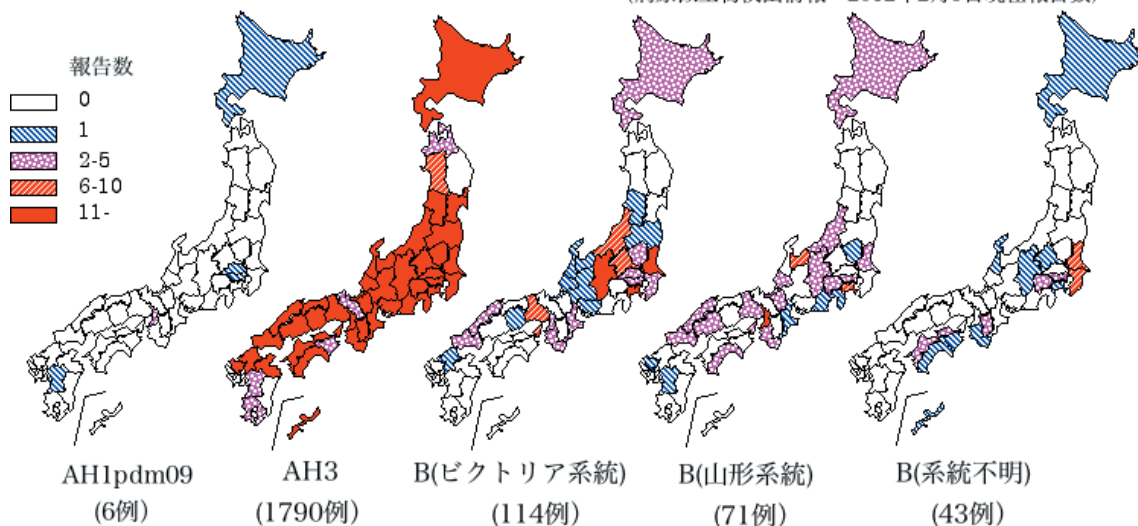 報告数
0
1
2-5
6-10
11-
AH1pdm09
(6例)
AH3
(1790例)
B(ビクトリア系統)
(114例)
B(山形系統)
(71例)
B(系統不明)
(43例)